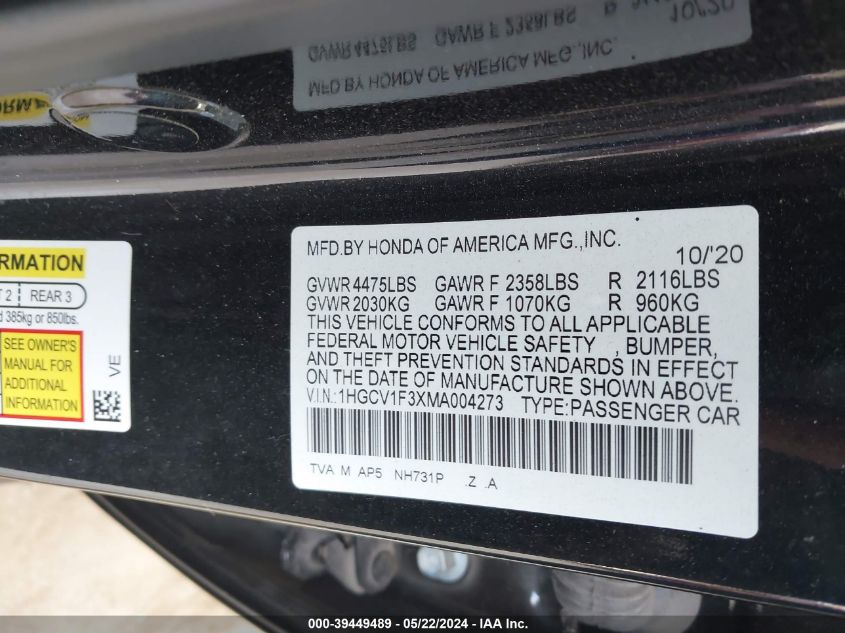 GVWR 4475LBS GAWR F 2358LBS R 10/'20
MFD BY HONDA OF AMERICA MFG.,INC.
ORMA
RMATION
T 2 REAR 3
d 385kg or 850lbs.
SEE OWNER'S
MANUAL FOR
ADDITIONAL
INFORMATION
VE
MFD.BY HONDA OF AMERICA MFG.,INC. 10/'20
GVWR 4475LBS GAWR F 2358LBS R 2116LBS
GVWR 2030KG GAWR F 1070KG R 960KG
THIS VEHICLE CONFORMS TO ALL APPLICABLE
FEDERAL MOTOR VEHICLE SAFETY , BUMPER,
AND THEFT PREVENTION STANDARDS IN EFFECT
ON THE DATE OF MANUFACTURE SHOWN ABOVE.
V.I.N.:1HGCV1F3XMA004273 TYPE:PASSENGER CAR
TVA M AP5 NH731P .Z .A
000-39449489 - 05/22/2024 - IAA Inc.